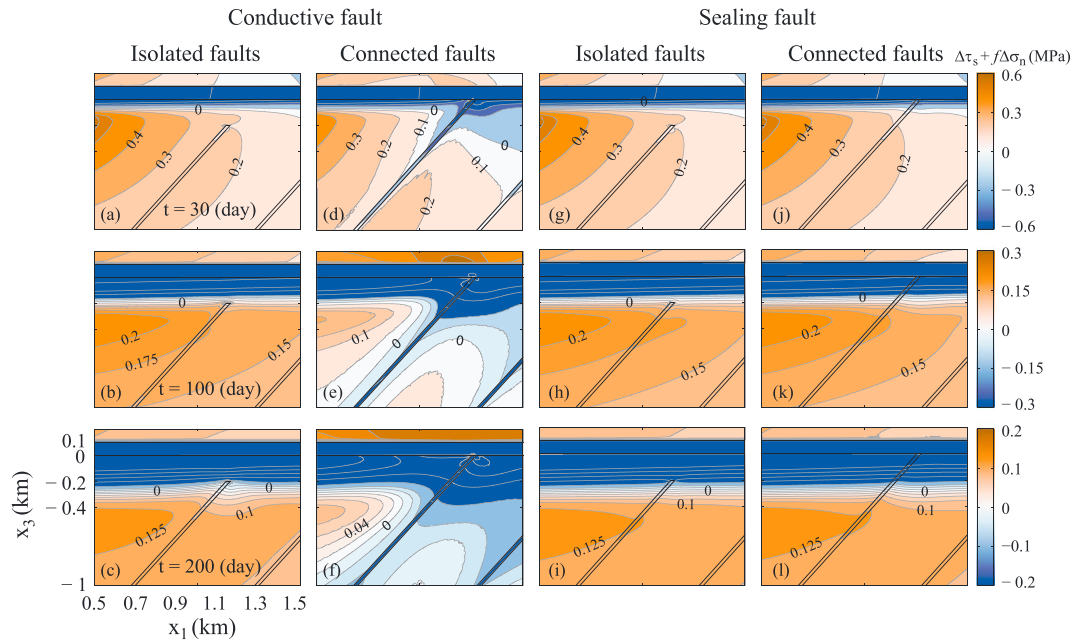 Conductive fault
Sealing fault
Isolated faults
Connected faults
Isolated faults
Connected faults
Δτs + fΔσn (MPa)
0
0.4
0.3
0.2
(a)
t = 30 (day)
0
0.1
0.3
0.2
0.1
0
0.2
(d)
0
0.4
0.3
0.2
(g)
0
0.4
0.3
0.2
(j)
0.6
0.3
0
−0.3
−0.6
0
0.2
0.175
0.15
(b)
t = 100 (day)
0
0.1
0
0
(e)
0
0.2
0.15
(h)
0
0.2
0.15
(k)
0.3
0.15
0
−0.15
−0.3
0.1
0
−0.2
−0.4
−1
x3 (km)
0
0
0.1
0.125
(c)
t = 200 (day)
0.04
0
(f)
0
0.1
0.125
(i)
0
0.1
0.125
(l)
0.2
0.1
0
−0.1
−0.2
0.5 0.7 0.9 1.1 1.3 1.5
x1 (km)